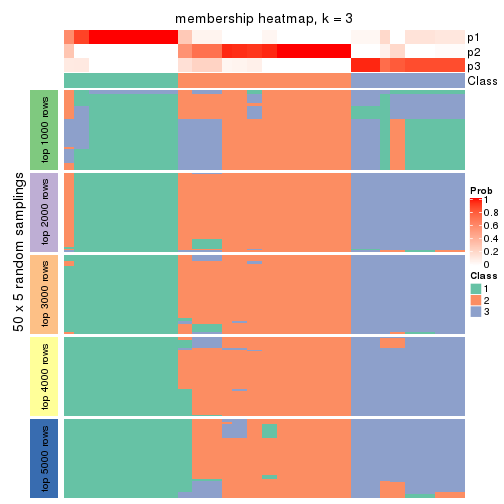 membership heatmap, k = 3
p1
p2
p3
Class
50 x 5 random samplings
top 1000 rows
top 2000 rows
top 3000 rows
top 4000 rows
top 5000 rows
Prob
1
0.8
0.6
0.4
0.2
0
Class
1
2
3